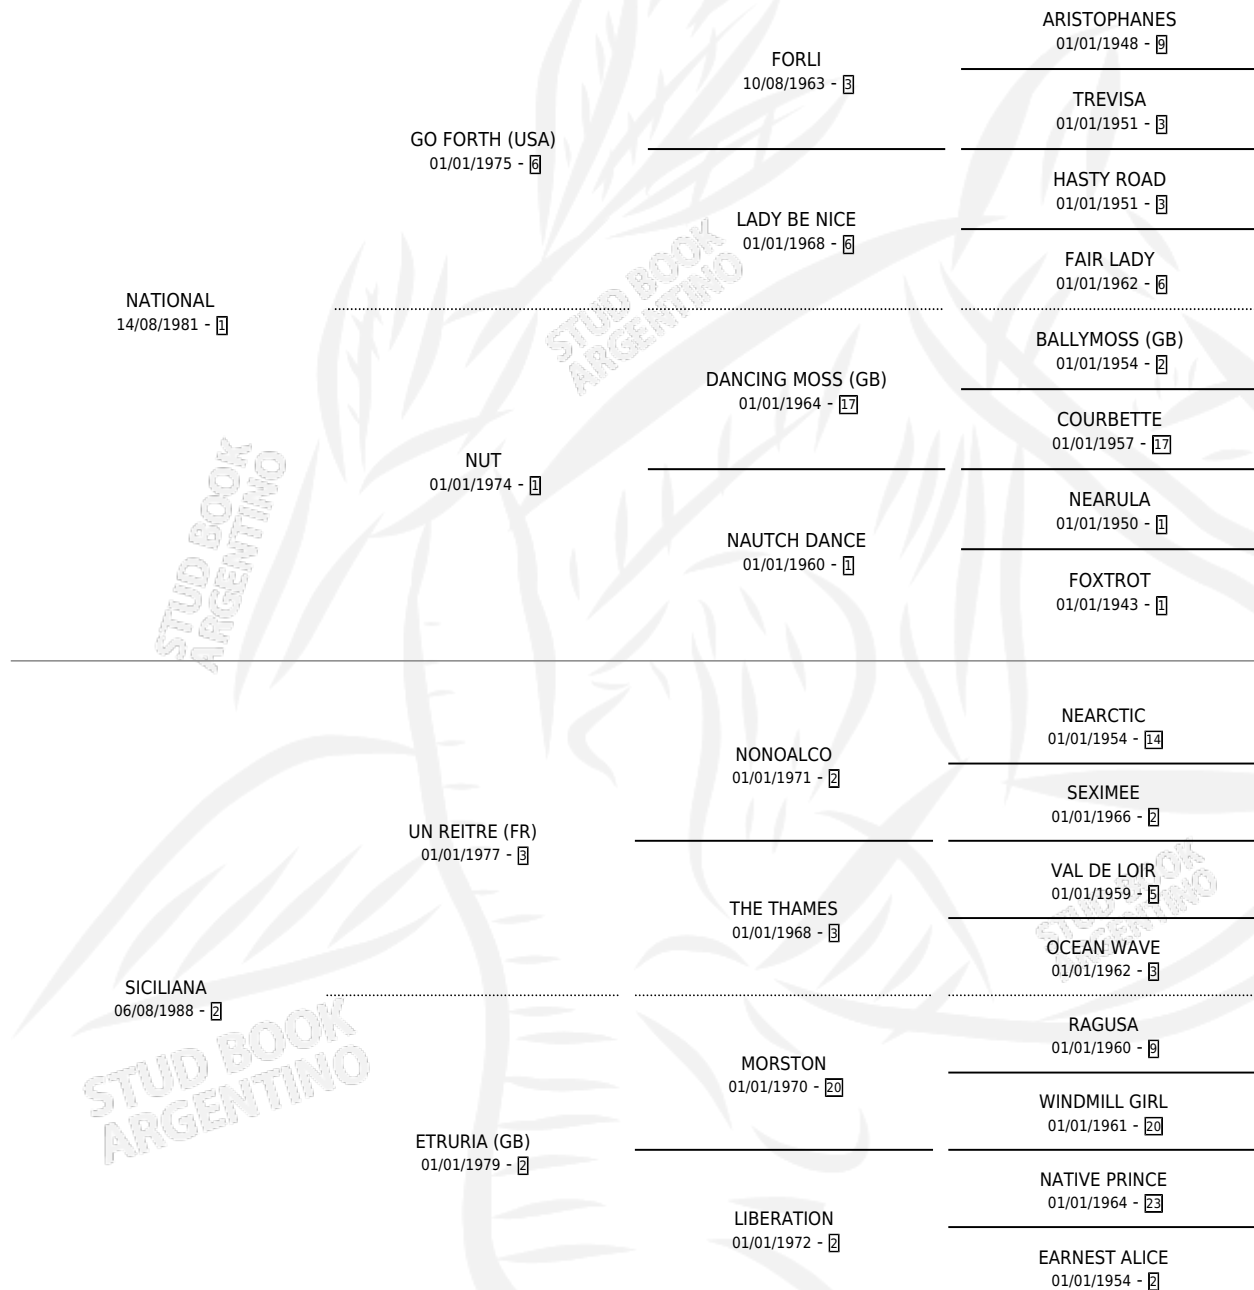 NATIONAL
14/08/1981 - 1
GO FORTH (USA)
01/01/1975 - 6
NUT
01/01/1974 - 1
FORLI
10/08/1963 - 3
LADY BE NICE
01/01/1968 - 6
DANCING MOSS (GB)
01/01/1964 - 17
NAUTCH DANCE
01/01/1960 - 1
ARISTOPHANES
01/01/1948 - 9
TREVISA
01/01/1951 - 3
HASTY ROAD
01/01/1951 - 3
FAIR LADY
01/01/1962 - 6
BALLYMOSS (GB)
01/01/1954 - 2
COURBETTE
01/01/1957 - 17
NEARULA
01/01/1950 - 1
FOXTROT
01/01/1943 - 1
SICILIANA
06/08/1988 - 2
UN REITRE (FR)
01/01/1977 - 3
ETRURIA (GB)
01/01/1979 - 2
NONOALCO
01/01/1971 - 2
THE THAMES
01/01/1968 - 3
MORSTON
01/01/1970 - 20
LIBERATION
01/01/1972 - 2
NEARCTIC
01/01/1954 - 14
SEXIMEE
01/01/1966 - 2
VAL DE LOIR
01/01/1959 - 5
OCEAN WAVE
01/01/1962 - 3
RAGUSA
01/01/1960 - 9
WINDMILL GIRL
01/01/1961 - 20
NATIVE PRINCE
01/01/1964 - 23
EARNEST ALICE
01/01/1954 - 2
STUD BOOK
ARGENTINO
STUD BOOK
ARGENTINO
STUD BOOK
ARGENTINO
STUD BOOK
ARGENTINO